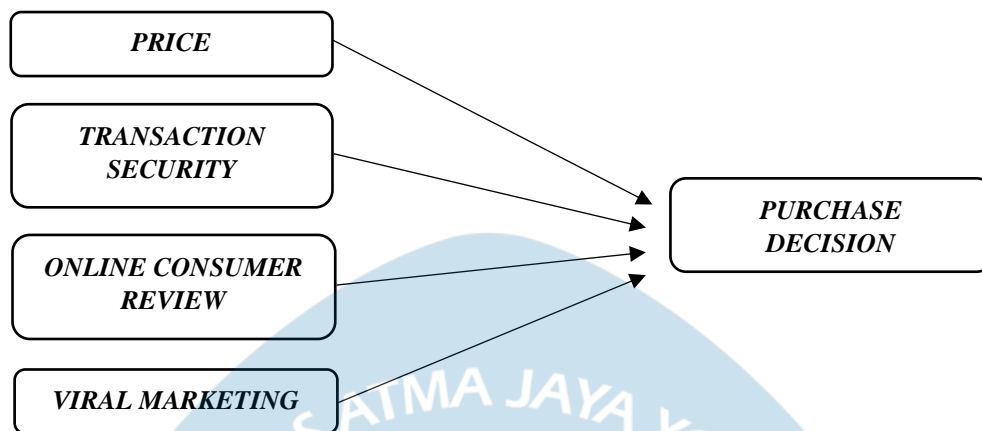 PRICE
TRANSACTION
SECURITY
ONLINE CONSUMER
REVIEW
VIRAL MARKETING
PURCHASE
DECISION
ATMA JAYA